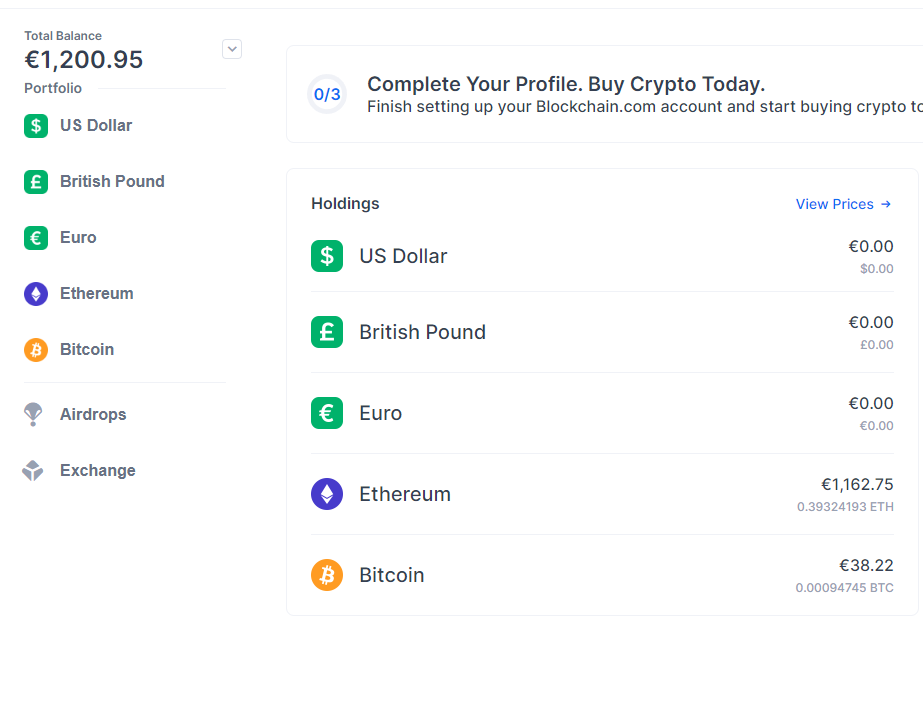 Total Balance
€1,200.95
Portfolio
US Dollar
British Pound
Euro
Ethereum
Bitcoin
Airdrops
Exchange
0/3
Complete Your Profile. Buy Crypto Today.
Finish setting up your Blockchain.com account and start buying crypto to
Holdings
View Prices →
US Dollar
€0.00
$0.00
British Pound
€0.00
£0.00
Euro
€0.00
€0.00
Ethereum
€1,162.75
0.39324193 ETH
Bitcoin
€38.22
0.00094745 BTC